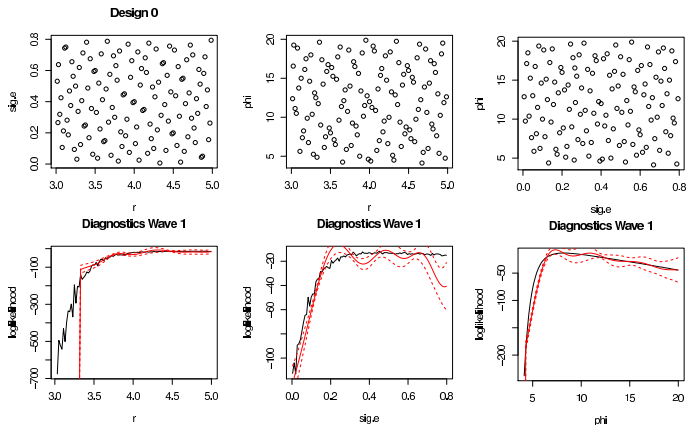 Design 0
0.0 0.2 0.4 0.6 0.8
sig.e
3.0 3.5 4.0 4.5 5.0
r
5 10 15 20
phi
3.0 3.5 4.0 4.5 5.0
r
5 10 15 20
phi
0.0 0.2 0.4 0.6 0.8
sig.e
Diagnostics Wave 1
-700 -500 -300 -100
loglikelihood
3.0 3.5 4.0 4.5 5.0
r
Diagnostics Wave 1
-100 -60 -20
loglikelihood
0.0 0.2 0.4 0.6 0.8
sig.e
Diagnostics Wave 1
-200 -100 -50
loglikelihood
5 10 15 20
phi